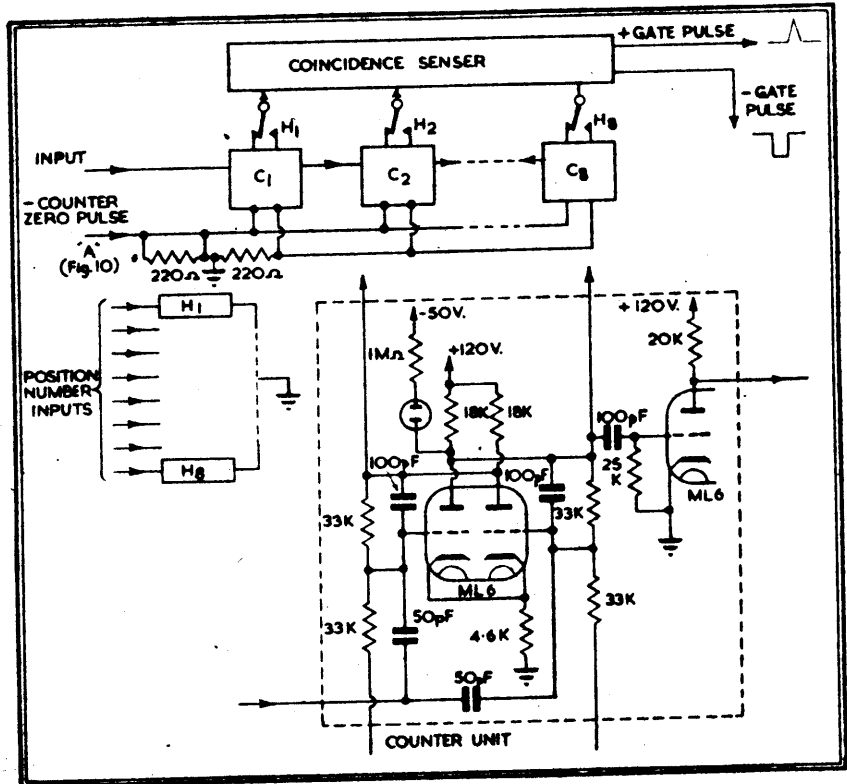 +GATE PULSE
COINCIDENCE SENSER
-GATE
PULSE
H1
H2
H8
INPUT
C1
C2
C8
-COUNTER
ZERO PULSE
"A"
(Fig.10)
220Ω
220Ω
H1
POSITION
NUMBER
INPUTS
H8
-50V.
1MΩ
+120V.
18K
18K
+120V.
20K
100pF
100pF
100pF
25
K
33K
33K
ML6
ML6
33K
50pF
4.6K
33K
50pF
COUNTER UNIT